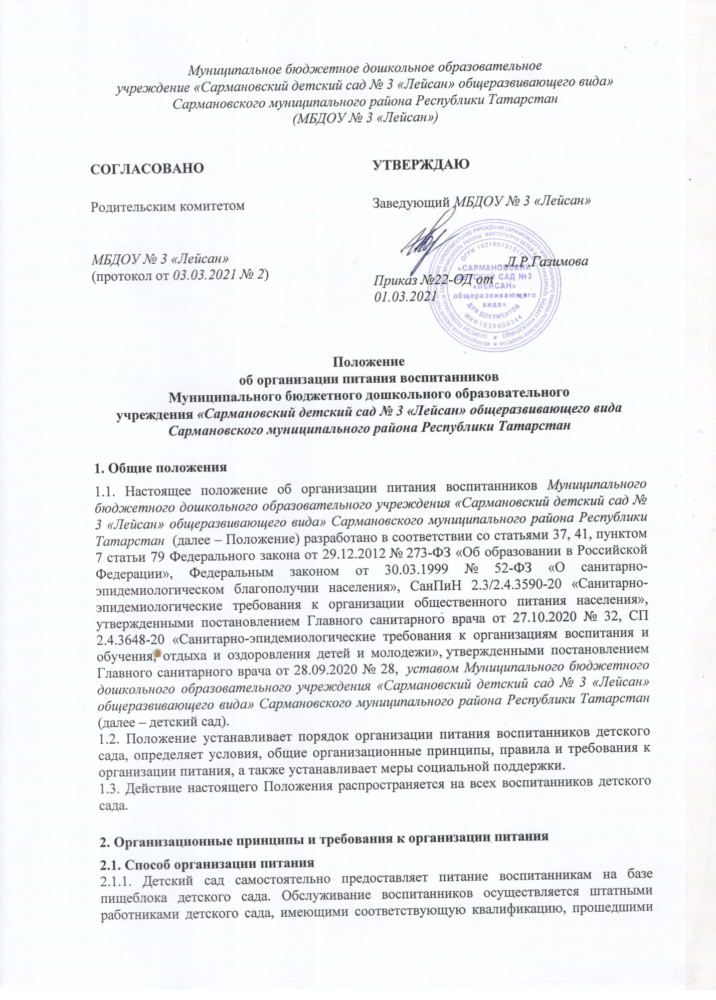 Муниципальное бюджетное дошкольное образовательное
учреждение «Сармановский детский сад № 3 «Лейсан» общеразвивающего вида»
Сармановского муниципального района Республики Татарстан
(МБДОУ № 3 «Лейсан»)
СОГЛАСОВАНО
Родительским комитетом
МБДОУ № 3 «Лейсан»
(протокол от 03.03.2021 № 2)
УТВЕРЖДАЮ
Заведующий МБДОУ № 3 «Лейсан»
Л.Р.Газимова
Приказ №22-ОД от
01.03.2021
ОГРН 102160131317
«САРМАНОВСКИЙ
ДЕТСКИЙ САД №3
«ЛЕЙСАН»
общеразвивающего
вида»
ДЛЯ ДОКУМЕНТОВ
ИНН 1636003344
Положение
об организации питания воспитанников
Муниципального бюджетного дошкольного образовательного
учреждения «Сармановский детский сад № 3 «Лейсан» общеразвивающего вида
Сармановского муниципального района Республики Татарстан
1. Общие положения
1.1. Настоящее положение об организации питания воспитанников Муниципального
бюджетного дошкольного образовательного учреждения «Сармановский детский сад №
3 «Лейсан» общеразвивающего вида» Сармановского муниципального района Республики
Татарстан (далее – Положение) разработано в соответствии со статьями 37, 41, пунктом
7 статьи 79 Федерального закона от 29.12.2012 № 273-ФЗ «Об образовании в Российской
Федерации», Федеральным законом от 30.03.1999 № 52-ФЗ «О санитарно-
эпидемиологическом благополучии населения», СанПиН 2.3/2.4.3590-20 «Санитарно-
эпидемиологические требования к организации общественного питания населения»,
утвержденными постановлением Главного санитарного врача от 27.10.2020 № 32, СП
2.4.3648-20 «Санитарно-эпидемиологические требования к организациям воспитания и
обучения, отдыха и оздоровления детей и молодежи», утвержденными постановлением
Главного санитарного врача от 28.09.2020 № 28, уставом Муниципального бюджетного
дошкольного образовательного учреждения «Сармановский детский сад № 3 «Лейсан»
общеразвивающего вида» Сармановского муниципального района Республики Татарстан
(далее – детский сад).
1.2. Положение устанавливает порядок организации питания воспитанников детского
сада, определяет условия, общие организационные принципы, правила и требования к
организации питания, а также устанавливает меры социальной поддержки.
1.3. Действие настоящего Положения распространяется на всех воспитанников детского
сада.
2. Организационные принципы и требования к организации питания
2.1. Способ организации питания
2.1.1. Детский сад самостоятельно предоставляет питание воспитанникам на базе
пищеблока детского сада. Обслуживание воспитанников осуществляется штатными
работниками детского сада, имеющими соответствующую квалификацию, прошедшими